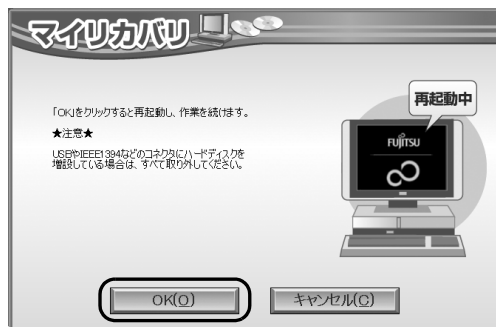 マイリカバリ
「OK」をクリックすると再起動し、作業を続けます。
★注意★
USBやIEEE1394などのコネクタにハードディスクを
増設している場合は、すべて取り外してください。
再起動中
FUJITSU
OK(O)
キャンセル(C)